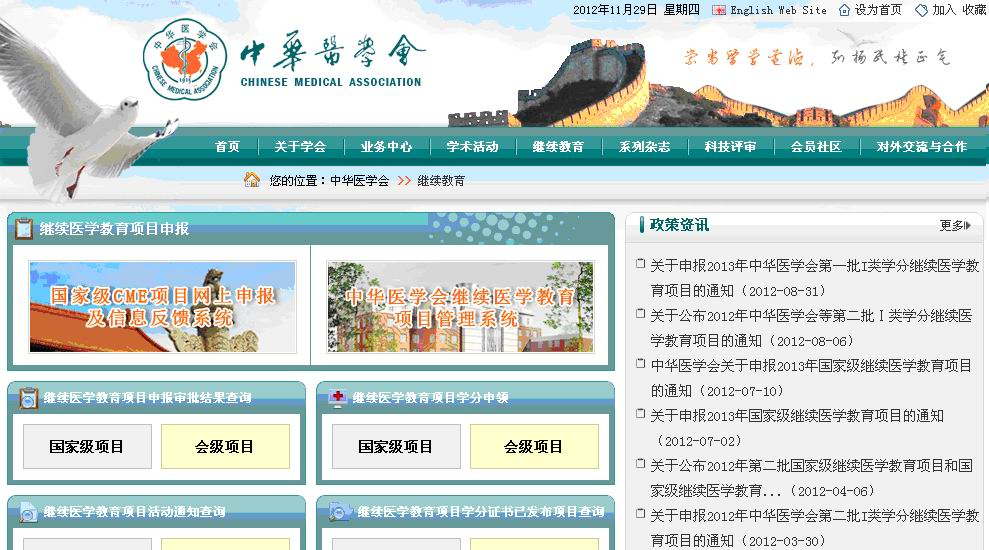 2012年11月29日 星期四 English Web Site 设为首页 加入 收藏
中華醫學會
CHINESE MEDICAL ASSOCIATION
中华医学会
1915
CHINESE MEDICAL ASSOCIATION
首页 关于学会 业务中心 学术活动 继续教育 系列杂志 科技评审 会员社区 对外交流与合作
您的位置：中华医学会 >> 继续教育
继续医学教育项目申报
国家级CME项目网上申报
及信息反馈系统
中华医学会继续医学教育
项目管理系统
继续医学教育项目申报审批结果查询
国家级项目 会级项目
继续医学教育项目学分申领
国家级项目 会级项目
继续医学教育项目活动通知查询
继续医学教育项目学分证书已发布项目查询
政策资讯 更多
关于申报2013年中华医学会第一批I类学分继续医学教
育项目的通知（2012-08-31）
关于公布2012年中华医学会等第二批Ⅰ类学分继续医
学教育项目的通知（2012-08-06）
中华医学会关于申报2013年国家级继续医学教育项目
的通知（2012-07-10）
关于申报2013年国家级继续医学教育项目的通知
（2012-07-02）
关于公布2012年第二批国家级继续医学教育项目和国
家级继续医学教育...（2012-04-06）
关于申报2012年中华医学会第二批I类学分继续医学教
育项目的通知（2012-03-30）